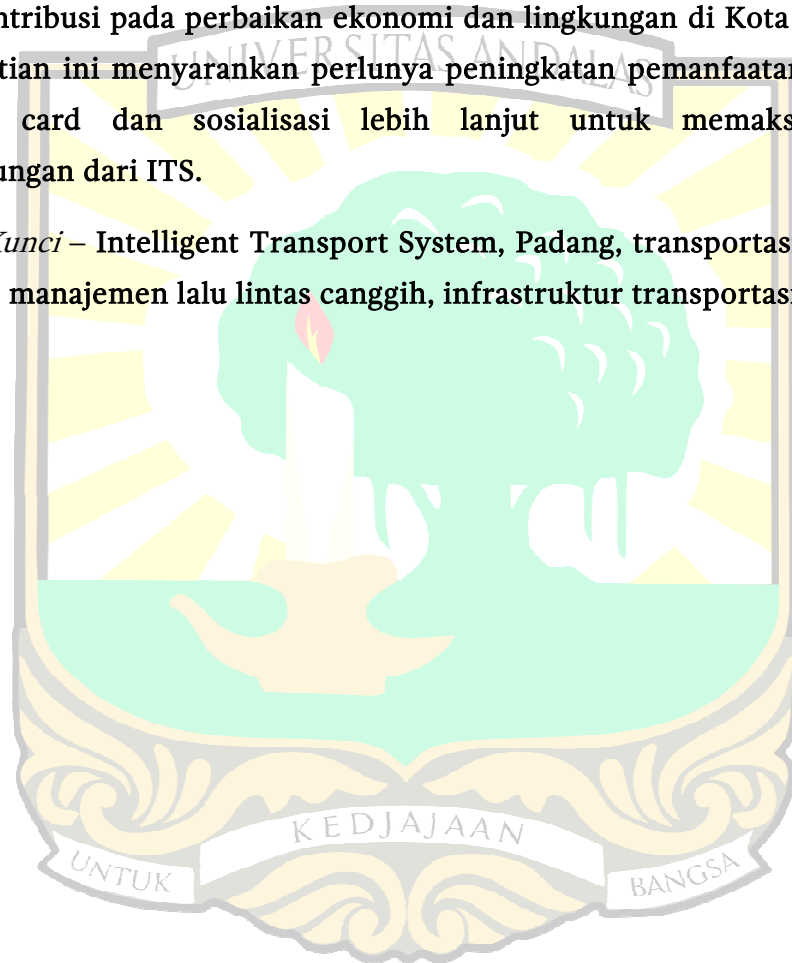 ntribusi pada perbaikan ekonomi dan lingkungan di Kota
UNIVERSITAS ANDALAS
tian ini menyarankan perlunya peningkatan pemanfaatan
card dan sosialisasi lebih lanjut untuk memaks
ungan dari ITS.
Kunci – Intelligent Transport System, Padang, transportas
manajemen lalu lintas canggih, infrastruktur transportasi
KEDJAJAAN
UNTUK BANGSA